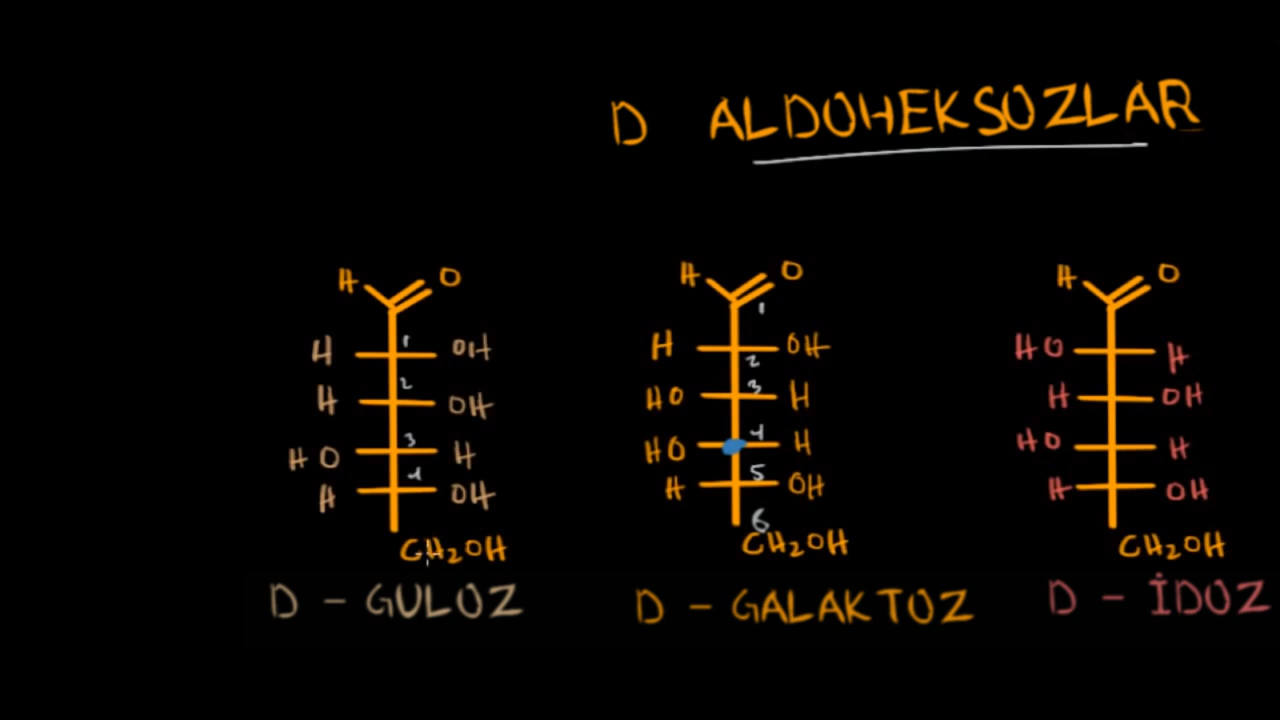 D ALDOHEKSOZLAR
H O H O H O
1
H 1 OH H 2 OH HO H
H 2 OH HO 3 H H OH
HO 3 H HO 4 H HO H
H 4 OH H 5 OH H OH
6
CH₂OH CH₂OH CH₂OH
D - GULOZ D - GALAKTOZ D - İDOZ